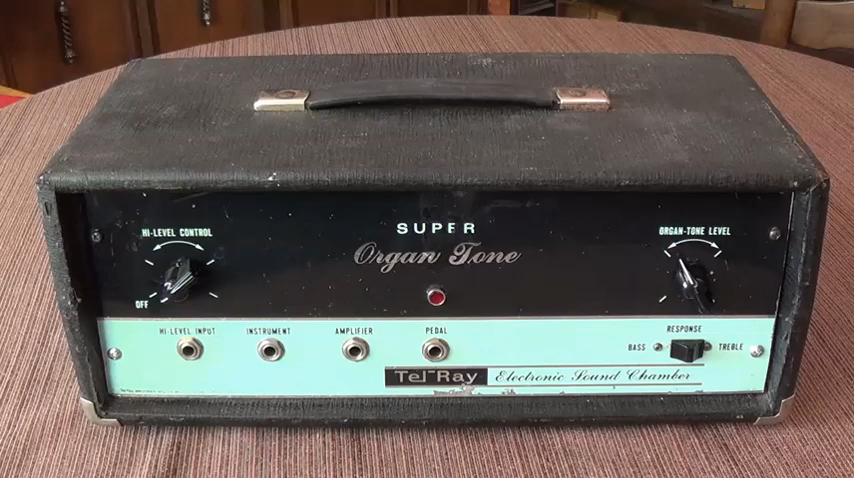 SUPER
Organ Tone
HI-LEVEL CONTROL
OFF
ORGAN-TONE LEVEL
HI-LEVEL INPUT
INSTRUMENT
AMPLIFIER
PEDAL
RESPONSE
BASS
TREBLE
Tel-Ray Electronic Sound Chamber